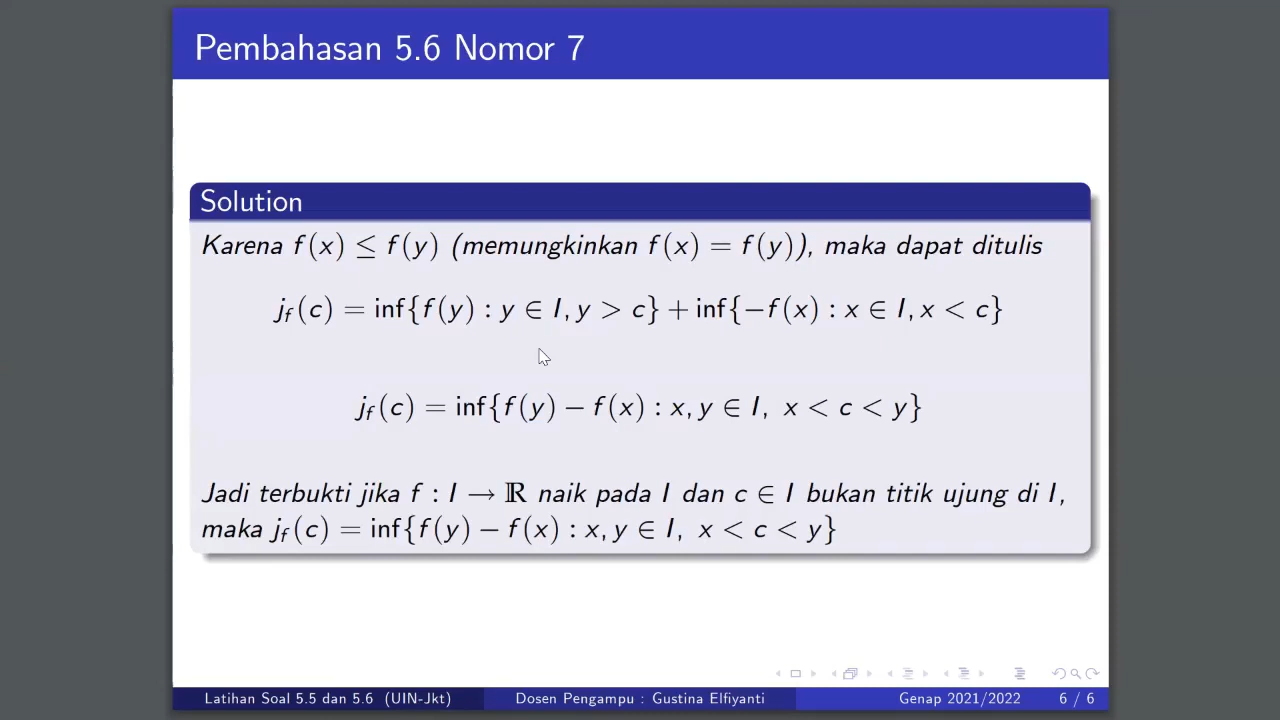 Pembahasan 5.6 Nomor 7
Solution
Karena f(x) ≤ f(y) (memungkinkan f(x) = f(y)), maka dapat ditulis
j_f(c) = inf{f(y) : y ∈ I, y > c} + inf{−f(x) : x ∈ I, x < c}
j_f(c) = inf{f(y) − f(x) : x, y ∈ I, x < c < y}
Jadi terbukti jika f : I → ℝ naik pada I dan c ∈ I bukan titik ujung di I,
maka j_f(c) = inf{f(y) − f(x) : x, y ∈ I, x < c < y}
Latihan Soal 5.5 dan 5.6 (UIN-Jkt) Dosen Pengampu : Gustina Elfiyanti Genap 2021/2022 6 / 6